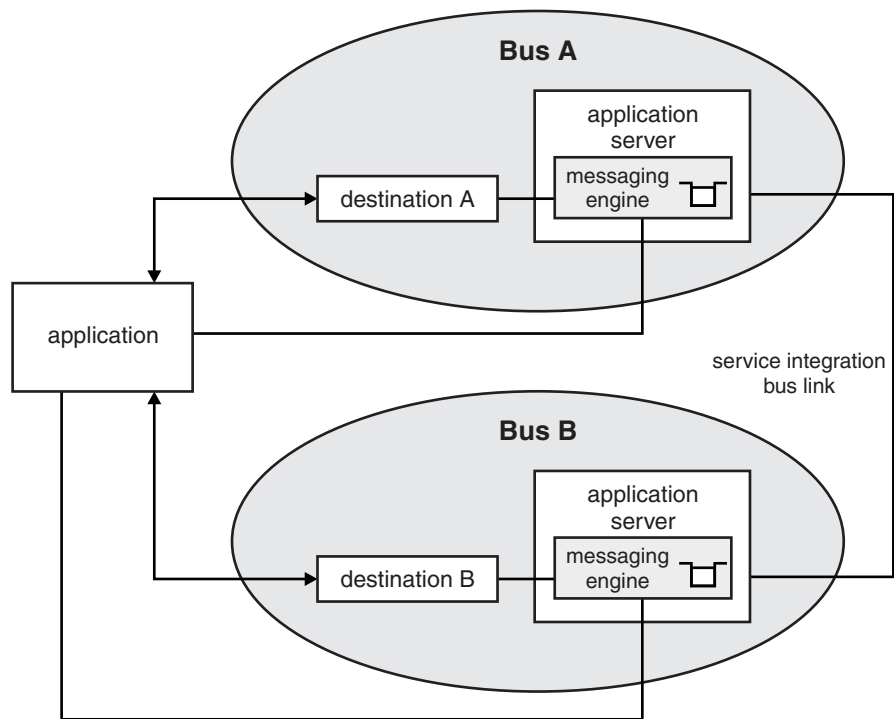 Bus A
application
server
messaging
engine
destination A
application
service integration
bus link
Bus B
application
server
messaging
engine
destination B